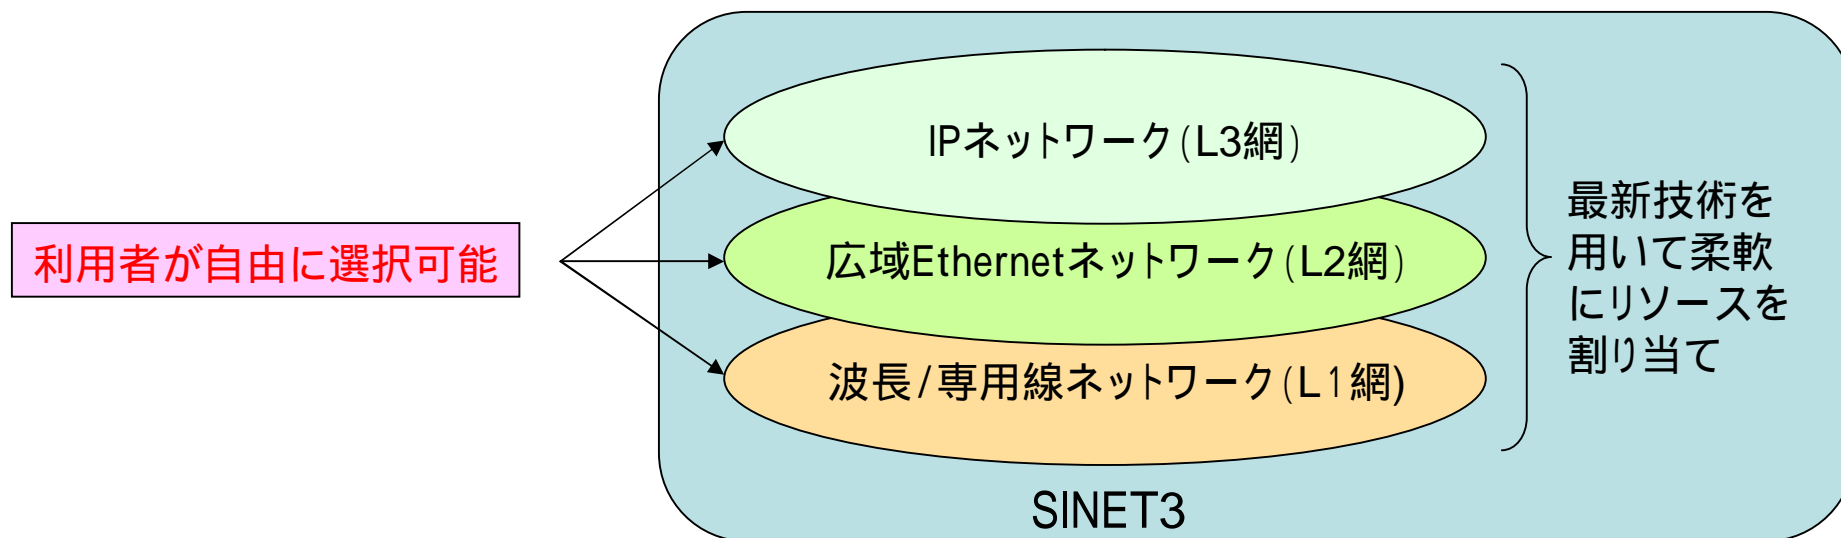 利用者が自由に選択可能
IPネットワーク(L3網)
広域Ethernetネットワーク(L2網)
波長/専用線ネットワーク(L1網)
最新技術を
用いて柔軟
にリソースを
割り当て
SINET3